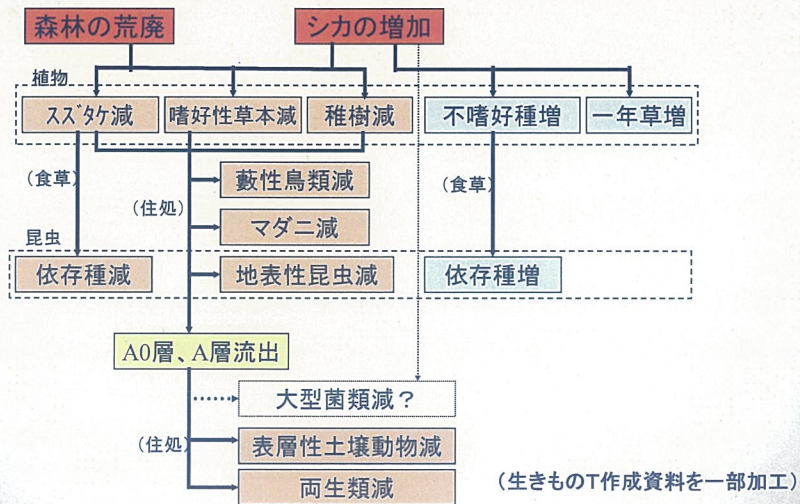 森林の荒廃
シカの増加
植物
スズタケ減
嗜好性草本減
稚樹減
不嗜好種増
一年草増
(食草)
(住処)
(食草)
藪性鳥類減
マダニ減
昆虫
依存種減
地表性昆虫減
依存種増
A0層、A層流出
大型菌類減?
(住処)
表層性土壌動物減
両生類減
(生きものT作成資料を一部加工)